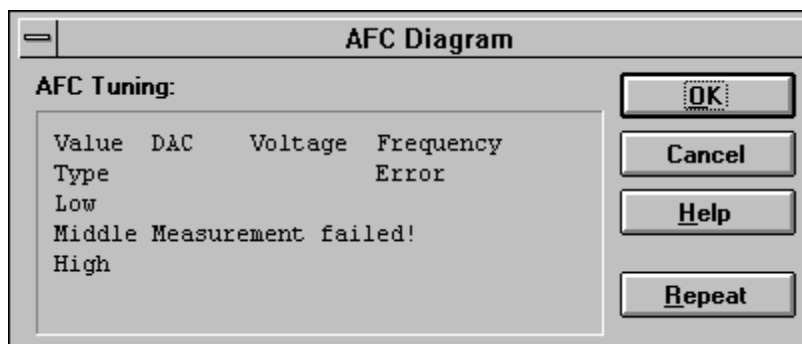 AFC Diagram
AFC Tuning:
Value DAC Voltage Frequency
Type Error
Low
Middle Measurement failed!
High
OK
Cancel
Help
Repeat